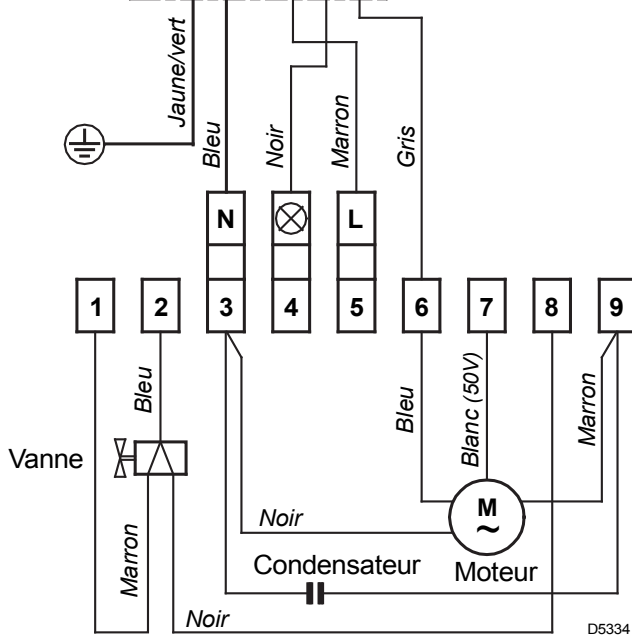 Jaune/vert
Bleu
Noir
Marron
Gris
N
L
1
2
3
4
5
6
7
8
9
Bleu
Bleu
Blanc (50V)
Marron
Vanne
M
~
Noir
Marron
Condensateur
Moteur
Noir
D5334